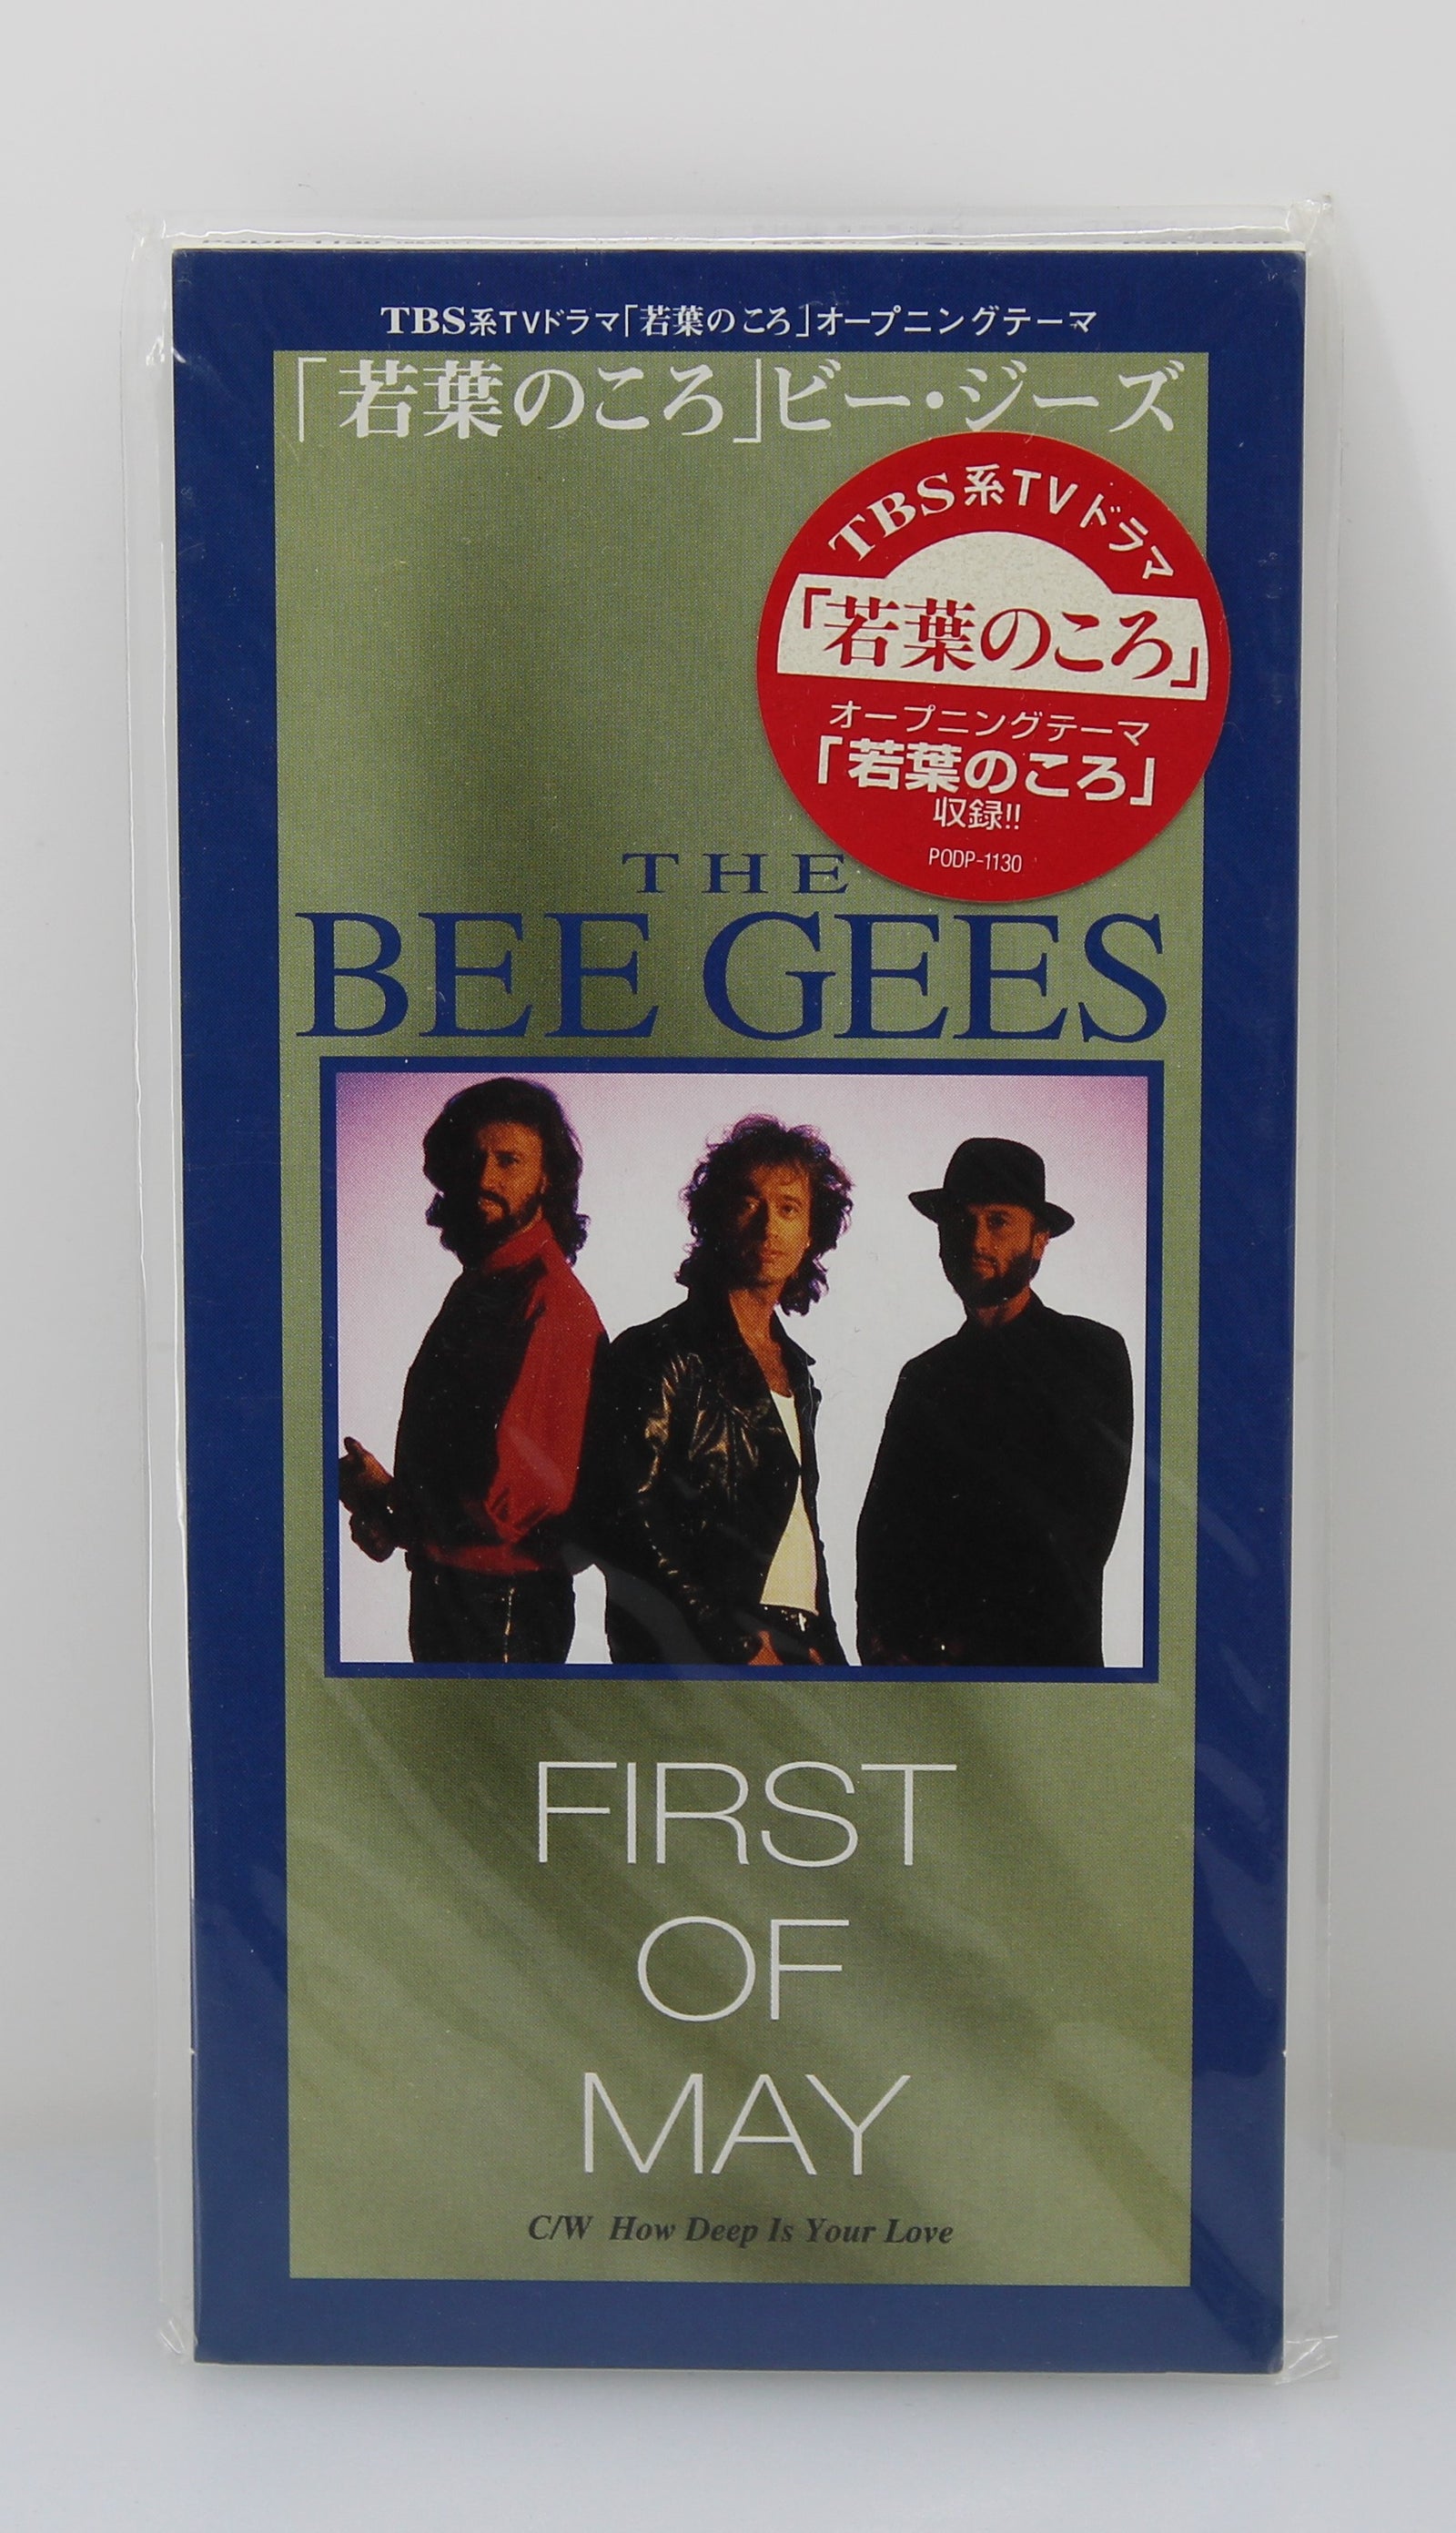 TBS系TVドラマ「若葉のころ」オープニングテーマ
「若葉のころ」ビー・ジーズ
TBS系TVドラマ
「若葉のころ」
オープニングテーマ
「若葉のころ」
収録!!
PODP-1130
THE
BEE GEES
FIRST
OF
MAY
C/W How Deep Is Your Love